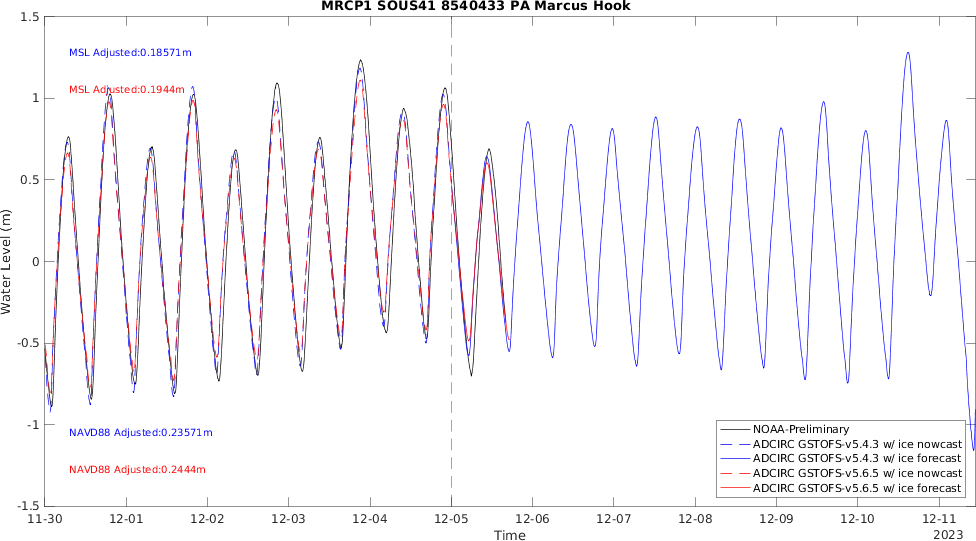 MRCP1 SOUS41 8540433 PA Marcus Hook
1.5
1
0.5
0
-0.5
-1
-1.5
Water Level (m)
MSL Adjusted:0.18571m
MSL Adjusted:0.1944m
NAVD88 Adjusted:0.23571m
NAVD88 Adjusted:0.2444m
NOAA-Preliminary
ADCIRC GSTOFS-v5.4.3 w/ ice nowcast
ADCIRC GSTOFS-v5.4.3 w/ ice forecast
ADCIRC GSTOFS-v5.6.5 w/ ice nowcast
ADCIRC GSTOFS-v5.6.5 w/ ice forecast
11-30 12-01 12-02 12-03 12-04 12-05 12-06 12-07 12-08 12-09 12-10 12-11
Time
2023